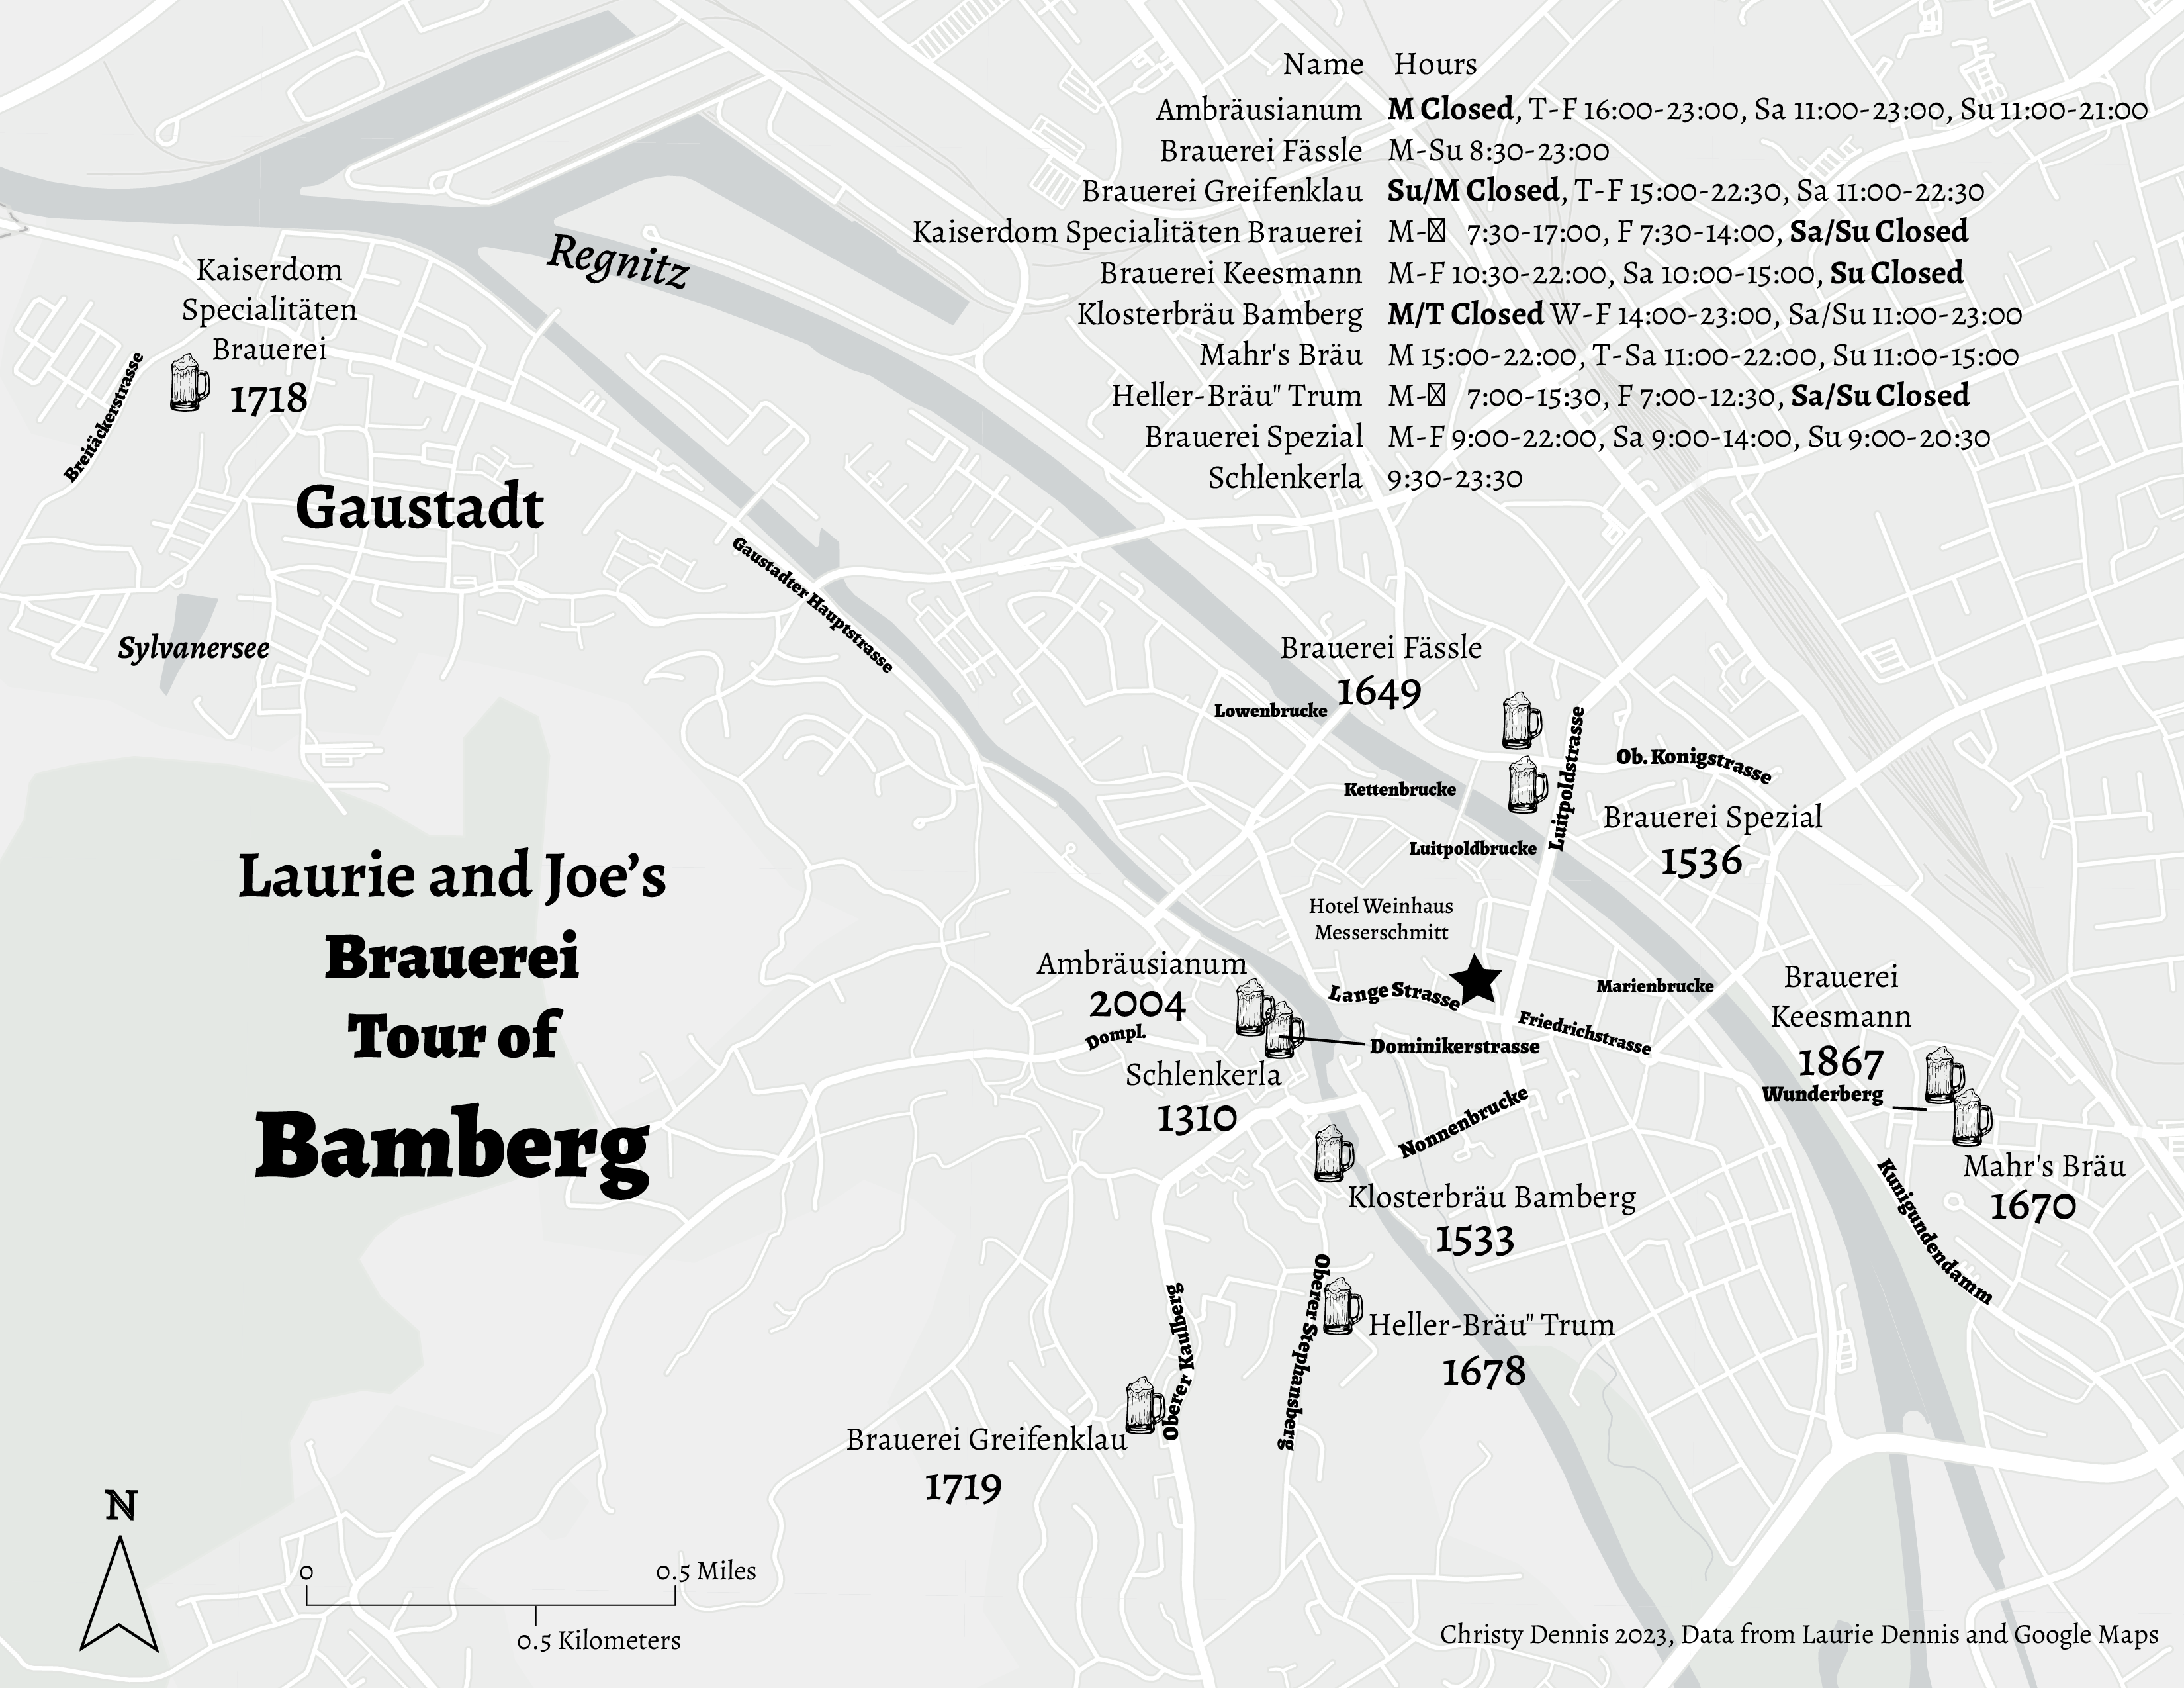 Name Hours
Ambräusianum M Closed, T-F 16:00-23:00, Sa 11:00-23:00, Su 11:00-21:00
Brauerei Fässle M-Su 8:30-23:00
Brauerei Greifenklau Su/M Closed, T-F 15:00-22:30, Sa 11:00-22:30
Kaiserdom Specialitäten Brauerei M-☒ 7:30-17:00, F 7:30-14:00, Sa/Su Closed
Brauerei Keesmann M-F 10:30-22:00, Sa 10:00-15:00, Su Closed
Klosterbräu Bamberg M/T Closed W-F 14:00-23:00, Sa/Su 11:00-23:00
Mahr's Bräu M 15:00-22:00, T-Sa 11:00-22:00, Su 11:00-15:00
Heller-Bräu" Trum M-☒ 7:00-15:30, F 7:00-12:30, Sa/Su Closed
Brauerei Spezial M-F 9:00-22:00, Sa 9:00-14:00, Su 9:00-20:30
Schlenkerla 9:30-23:30
Regnitz
Kaiserdom
Specialitäten
Brauerei
1718
Breitäckerstrasse
Gaustadt
Gaustadter Hauptstrasse
Sylvanersee
Brauerei Fässle
1649
Lowenbrucke
Luitpoldstrasse
Ob. Konigstrasse
Kettenbrucke
Brauerei Spezial
1536
Luitpoldbrucke
Laurie and Joe's
Brauerei
Tour of
Bamberg
Hotel Weinhaus
Messerschmitt
Ambräusianum
2004
Dompl.
Lange Strasse
Marienbrucke
Friedrichstrasse
Dominikerstrasse
Schlenkerla
1310
Brauerei
Keesmann
1867
Wunderberg
Nonnenbrucke
Mahr's Bräu
1670
Kunigundendamm
Klosterbräu Bamberg
1533
Oberer Stephansberg
Heller-Bräu" Trum
1678
Oberer Kaulberg
Brauerei Greifenklau
1719
N
0 0.5 Miles
0.5 Kilometers
Christy Dennis 2023, Data from Laurie Dennis and Google Maps